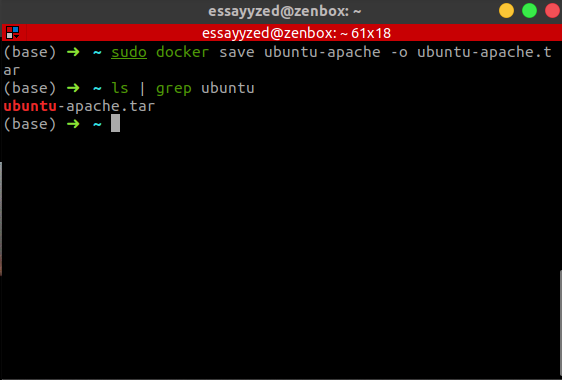 essayyzed@zenbox: ~
essayyzed@zenbox: ~ 61x18
(base) ➜ ~ sudo docker save ubuntu-apache -o ubuntu-apache.t
ar
(base) ➜ ~ ls | grep ubuntu
ubuntu-apache.tar
(base) ➜ ~